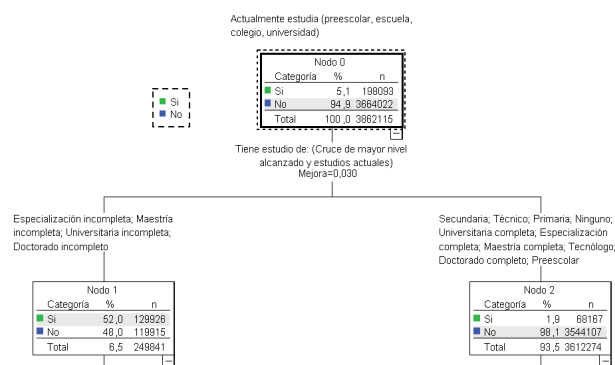 Actualmente estudia (preescolar, escuela,
colegio, universidad)
Nodo 0
Categoría % n
Si 5,1 198093
No 94,9 3664022
Total 100,0 3862115
Si
No
Tiene estudio de: (Cruce de mayor nivel
alcanzado y estudios actuales)
Mejora=0,030
Especialización incompleta; Maestría
incompleta; Universitaria incompleta;
Doctorado incompleto
Secundaria; Técnico; Primaria; Ninguno;
Universitaria completa; Especialización
completa; Maestría completa; Tecnólogo;
Doctorado completo; Preescolar
Nodo 1
Categoría % n
Si 52,0 129926
No 48,0 119915
Total 6,5 249841
Nodo 2
Categoría % n
Si 1,9 68167
No 98,1 3544107
Total 93,5 3612274